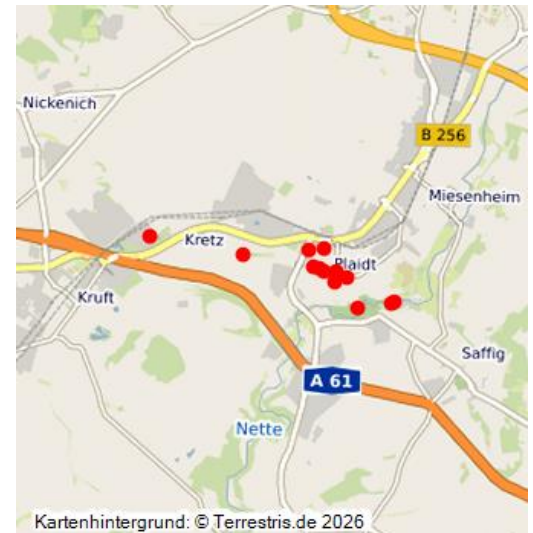 Nickenich
B 256
Miesenheim
Kretz
Plaidt
Kruft
Saffig
A 61
Nette
Kartenhintergrund: © Terrestris.de 2026